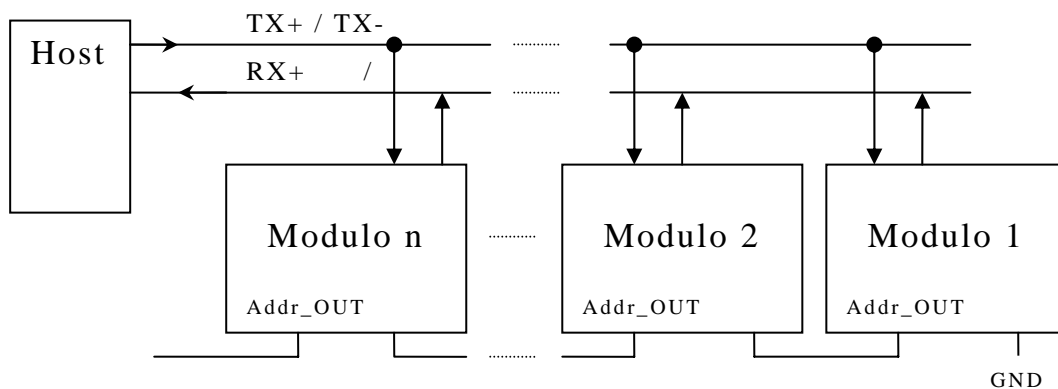 TX+ / TX-
Host
RX+ /
Modulo n
Modulo 2
Modulo 1
Addr_OUT
Addr_OUT
Addr_OUT
GND